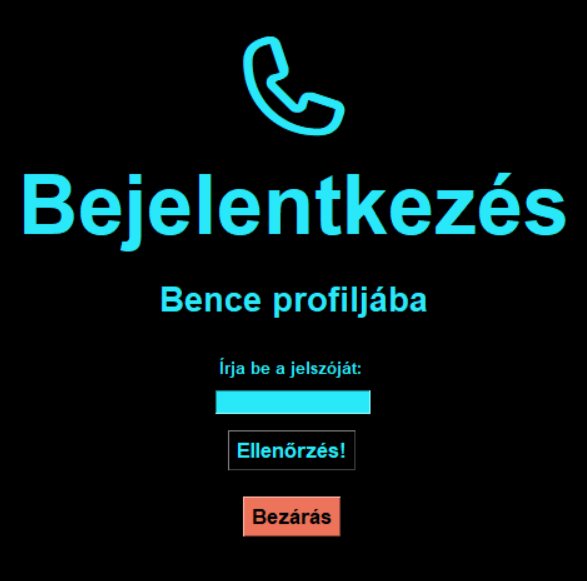 Bejelentkezés
Bence profiljába
Írja be a jelszóját:
Ellenőrzés!
Bezárás